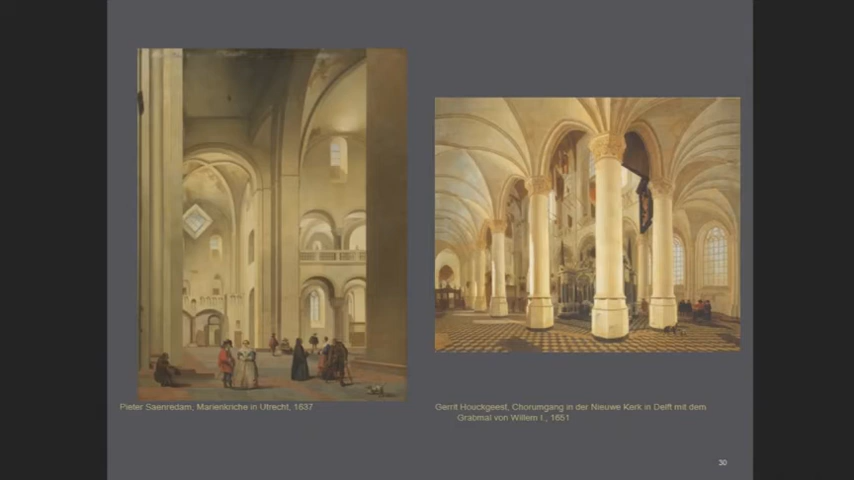 Pieter Saenredam, Marienkriche in Utrecht, 1637
Gerrit Houckgeest, Chorumgang in der Nieuwe Kerk in Delft mit dem
Grabmal von Willem I., 1651
30